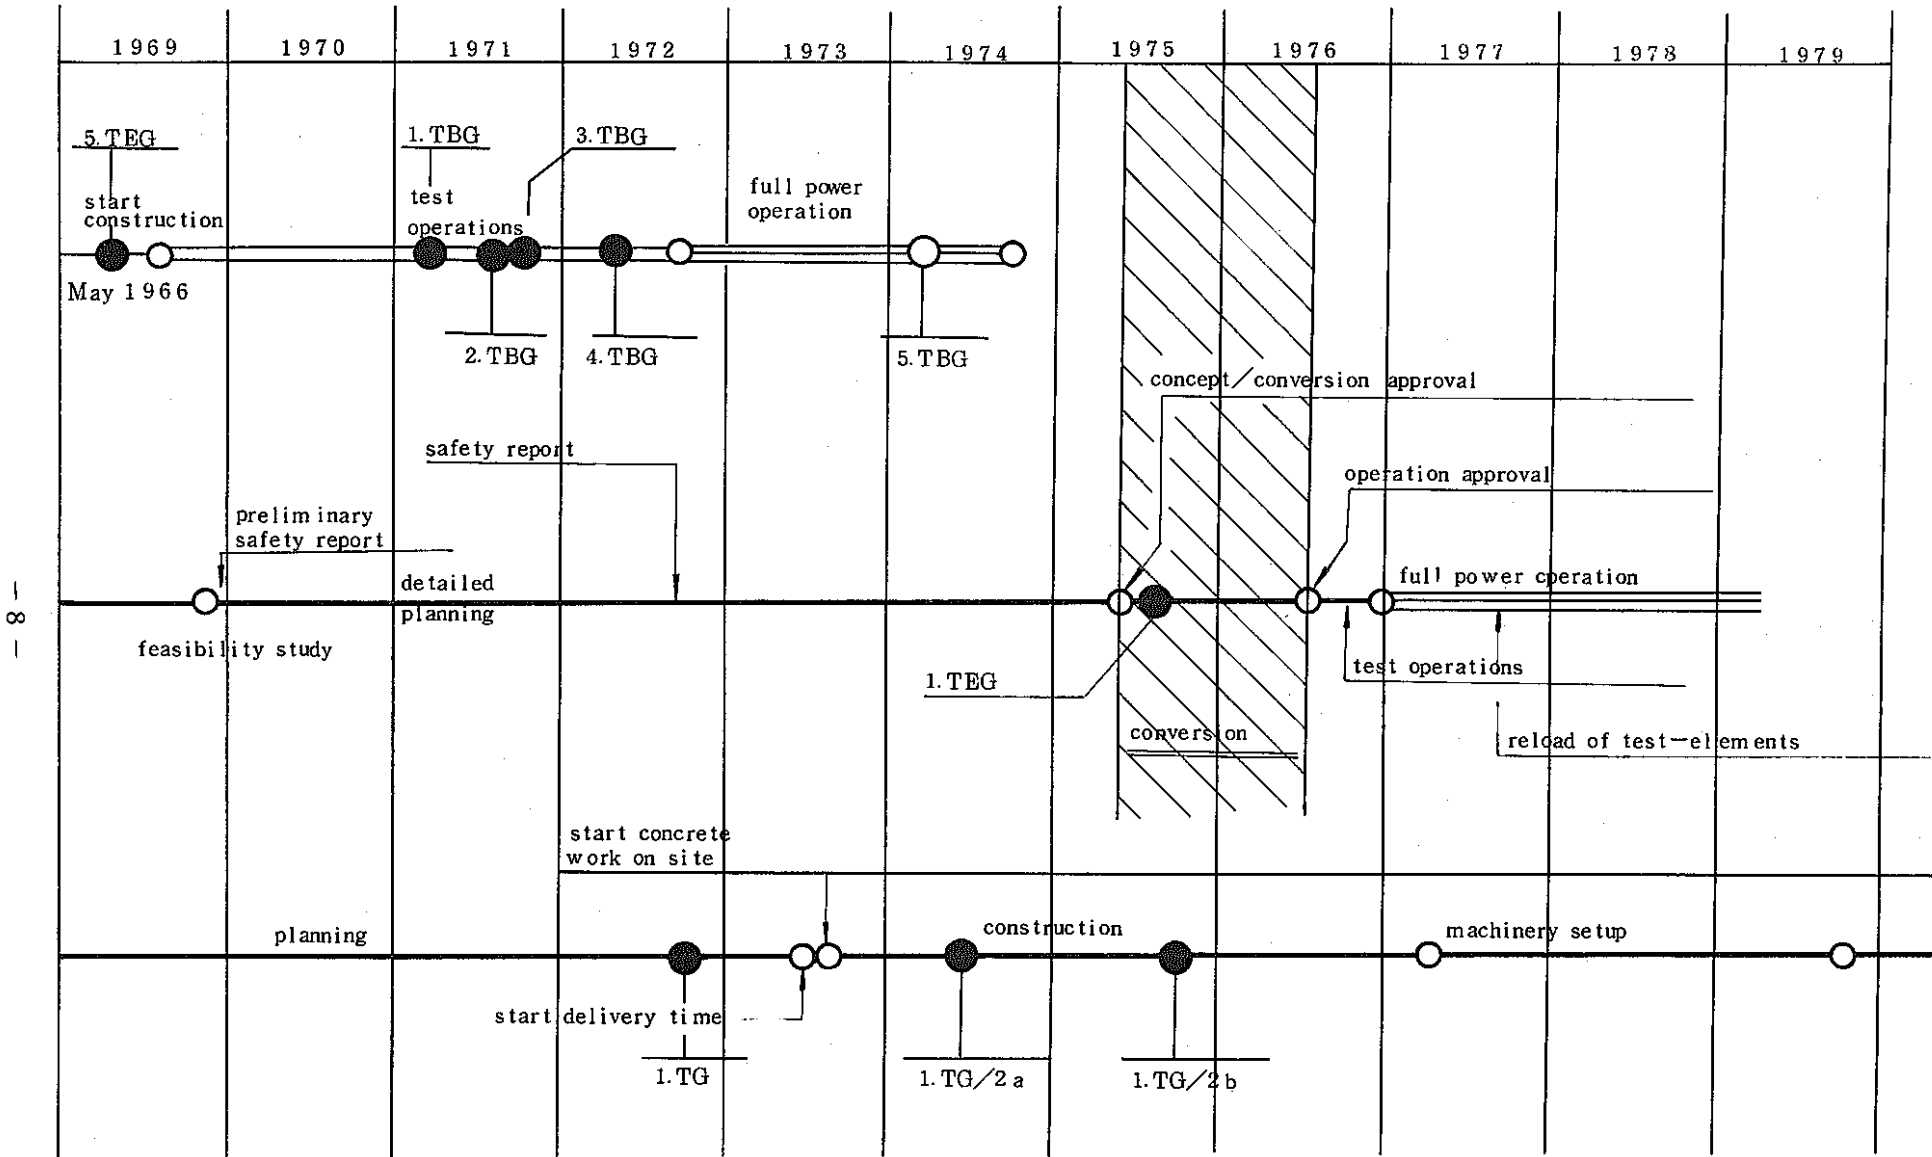 1969 1970 1971 1972 1973 1974 1975 1976 1977 1978 1979
5.TEG
1.TBG
3.TBG
start
construction
test
operations
full power
operation
May 1966
2.TBG
4.TBG
5.TBG
concept/conversion approval
safety report
operation approval
preliminary
safety report
detailed
planning
full power cperation
feasibility study
1.TEG
test operations
conversion
reload of test-elements
start concrete
work on site
planning
construction
machinery setup
start delivery time
1.TG
1.TG/2a
1.TG/2b
- 8 -